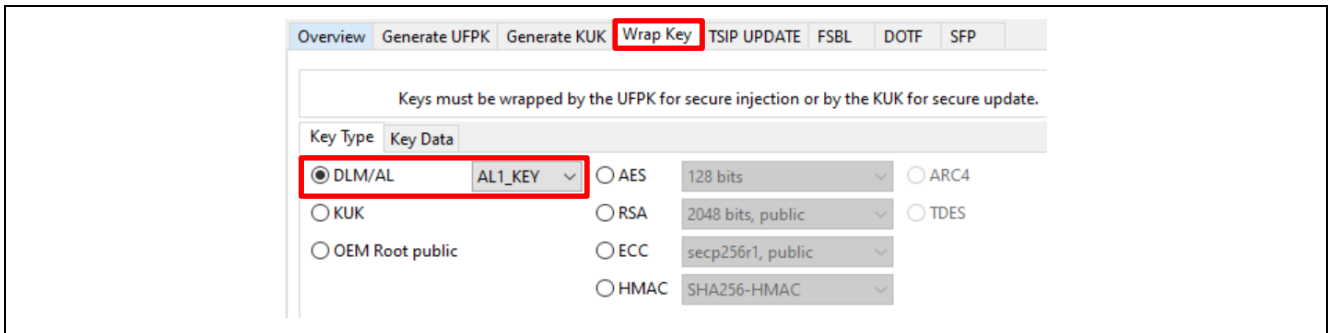 Overview Generate UFPK Generate KUK Wrap Key TSIP UPDATE FSBL DOTF SFP
Keys must be wrapped by the UFPK for secure injection or by the KUK for secure update.
Key Type Key Data
DLM/AL AL1_KEY AES 128 bits ARC4
KUK RSA 2048 bits, public TDES
OEM Root public ECC secp256r1, public
HMAC SHA256-HMAC